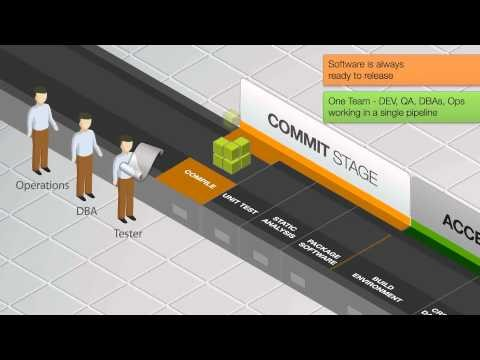 Software is always
ready to release
One Team - DEV, QA, DBAs, Ops
working in a single pipeline
COMMIT STAGE
Operations
DBA
Tester
COMPILE
UNIT TEST
STATIC
ANALYSIS
PACKAGE
SOFTWARE
BUILD
ENVIRONMENT
ACCE